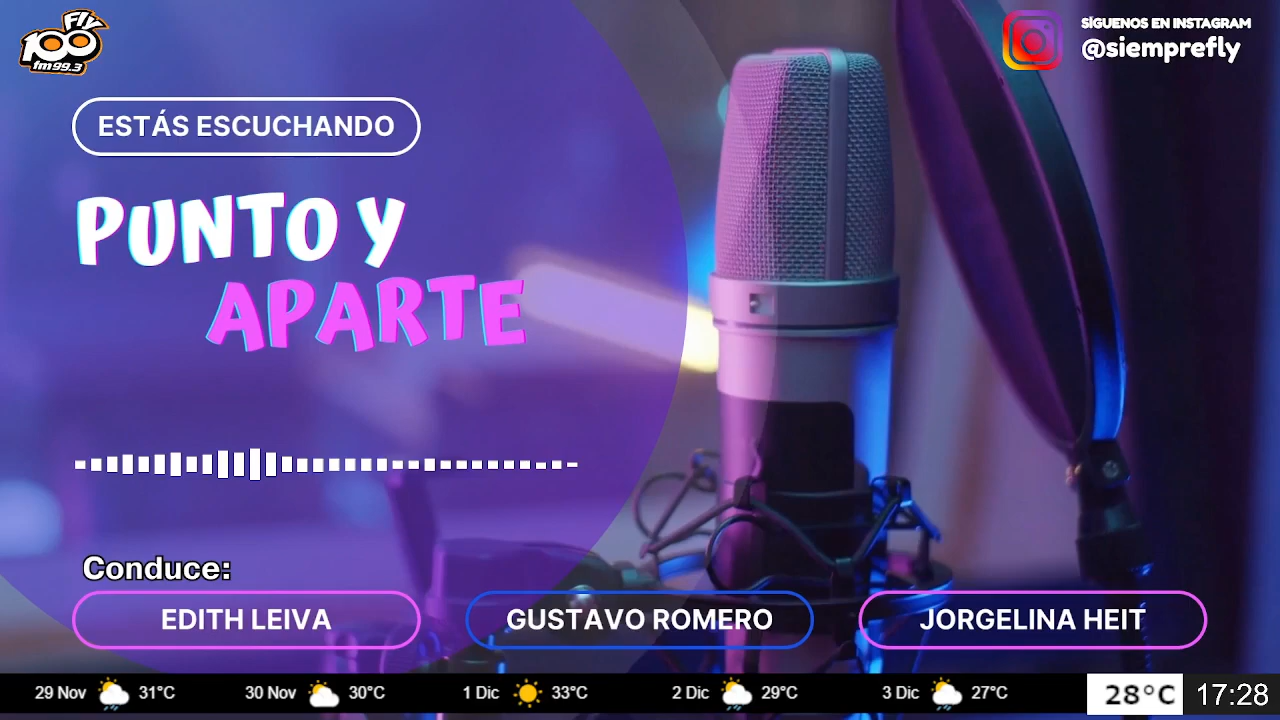 FLY
100
fm99.3
SÍGUENOS EN INSTAGRAM
@siemprefly
ESTÁS ESCUCHANDO
PUNTO Y
APARTE
Conduce:
EDITH LEIVA
GUSTAVO ROMERO
JORGELINA HEIT
29 Nov 31°C 30 Nov 30°C 1 Dic 33°C 2 Dic 29°C 3 Dic 27°C 28°C 17:28